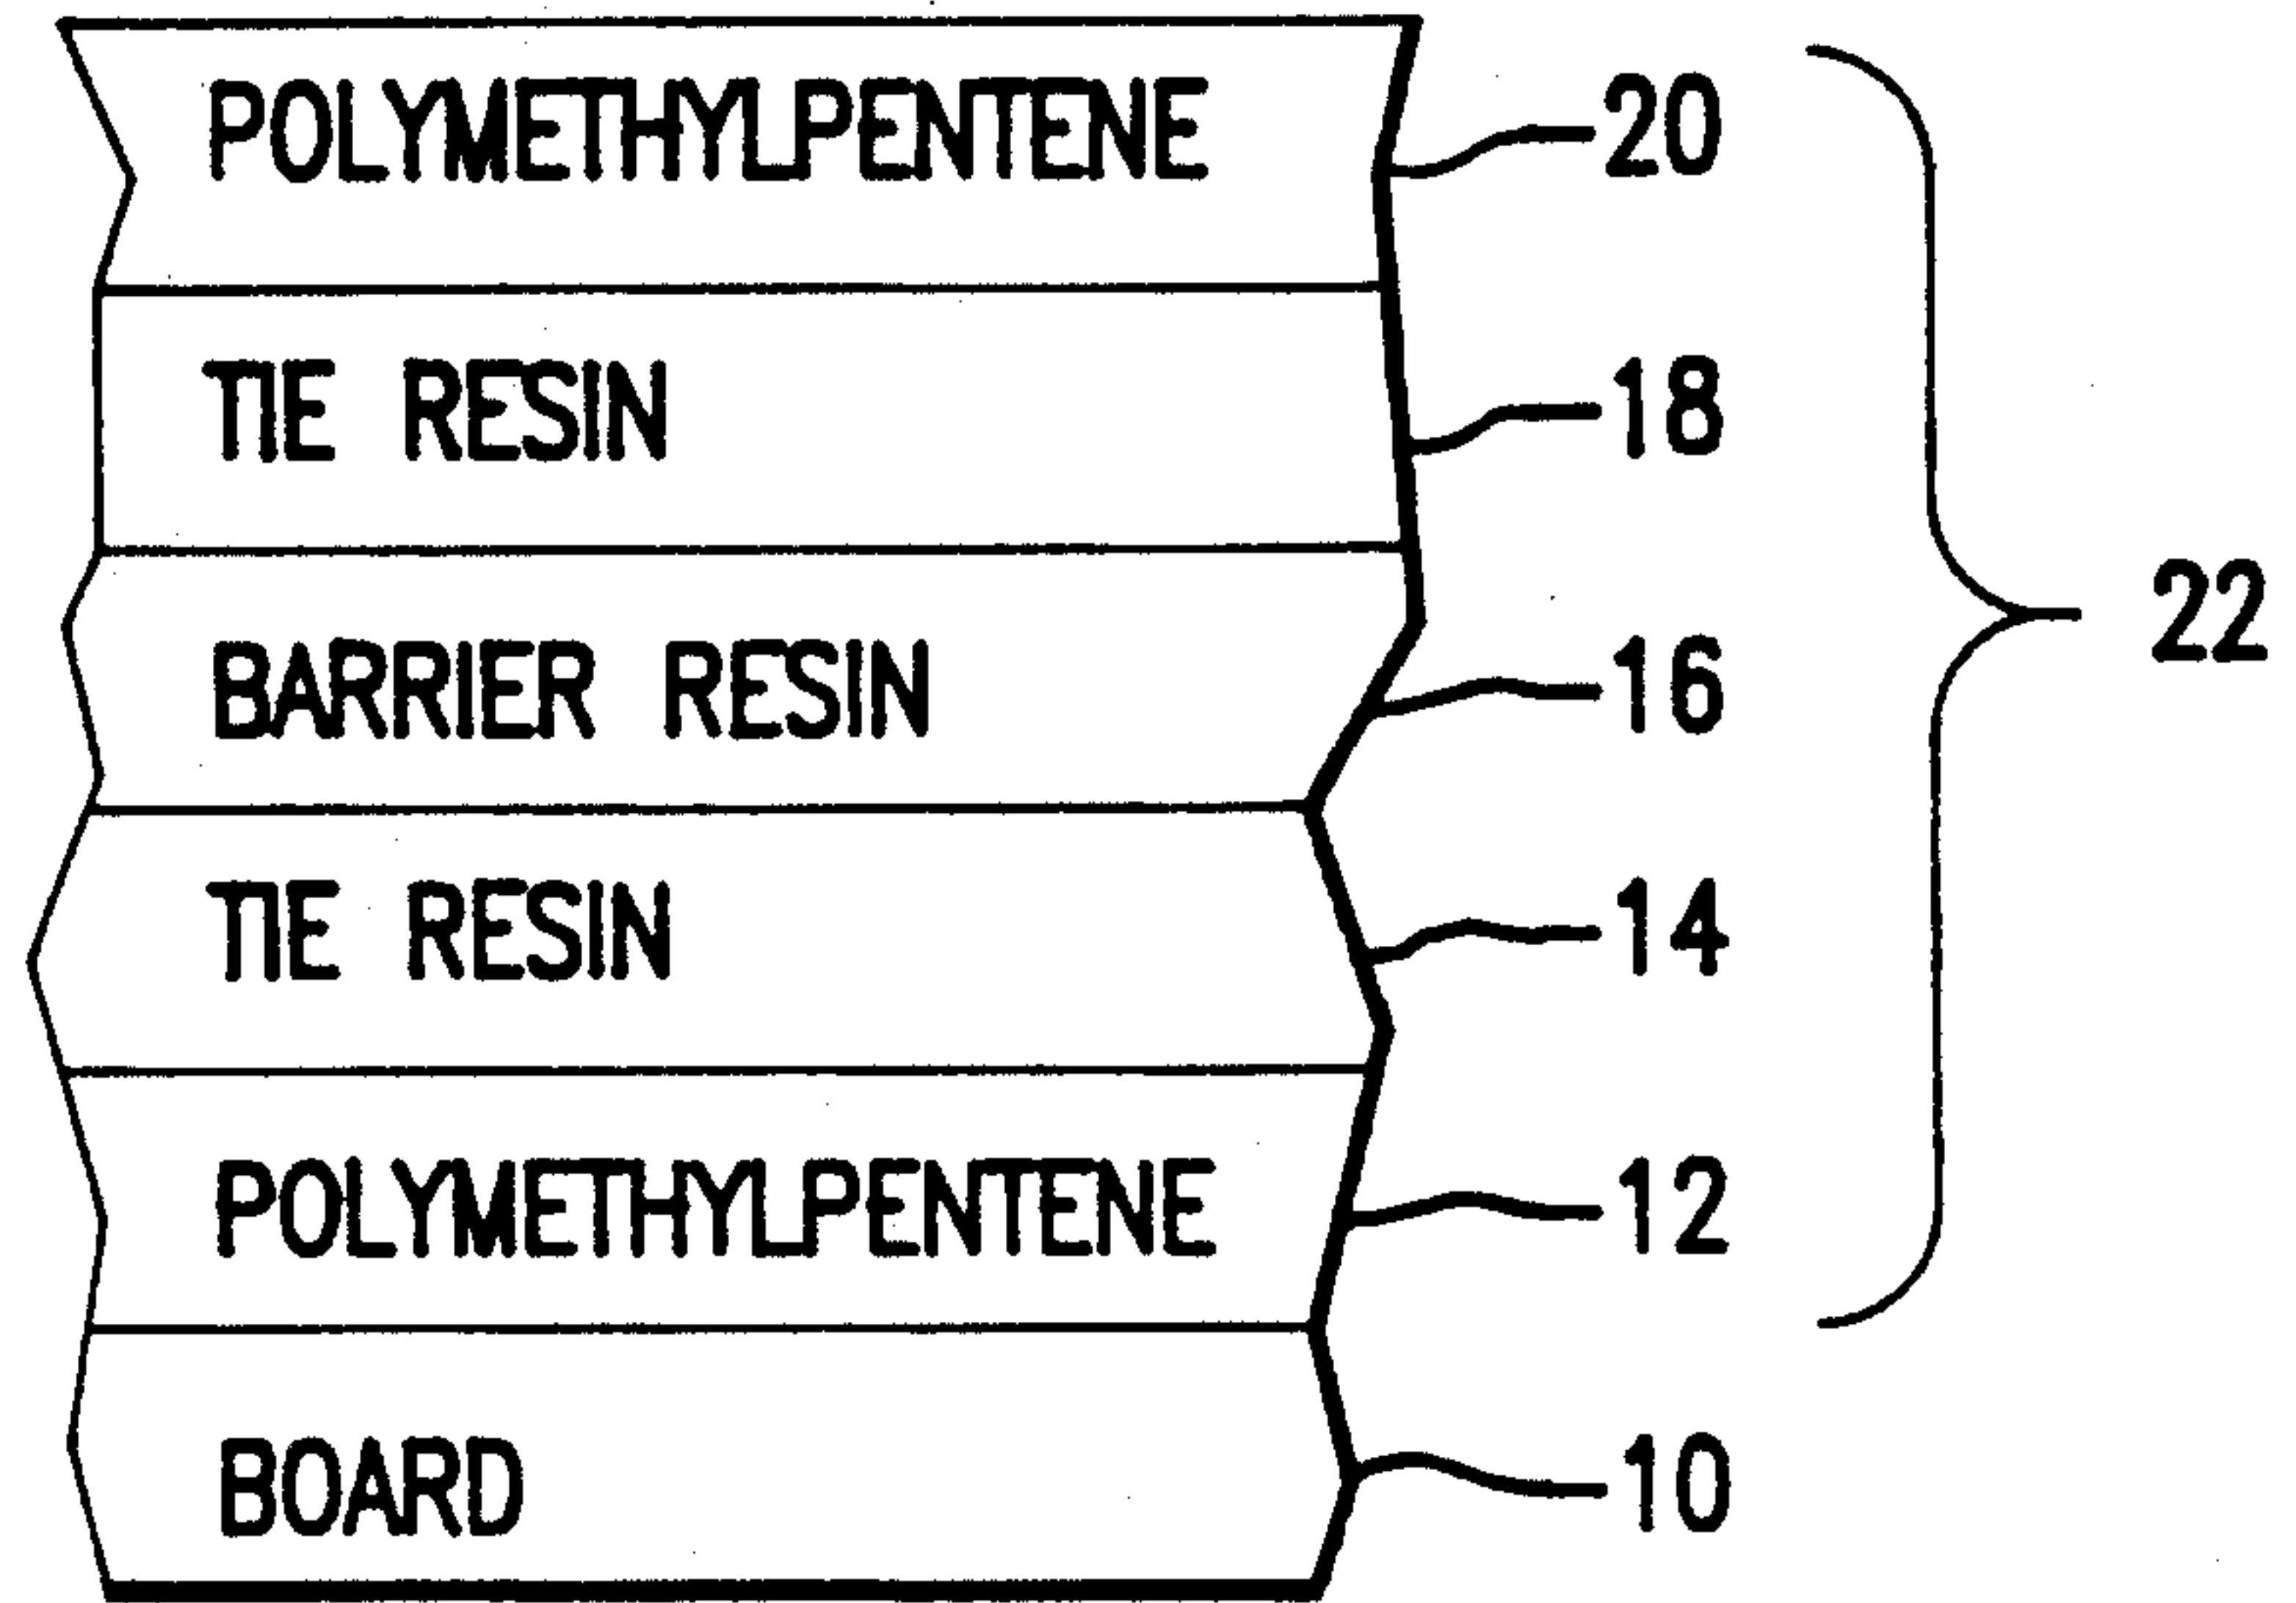 POLYMETHYLPENTENE 20
TIE RESIN 18
22
BARRIER RESIN 16
TIE RESIN 14
POLYMETHYLPENTENE 12
BOARD 10